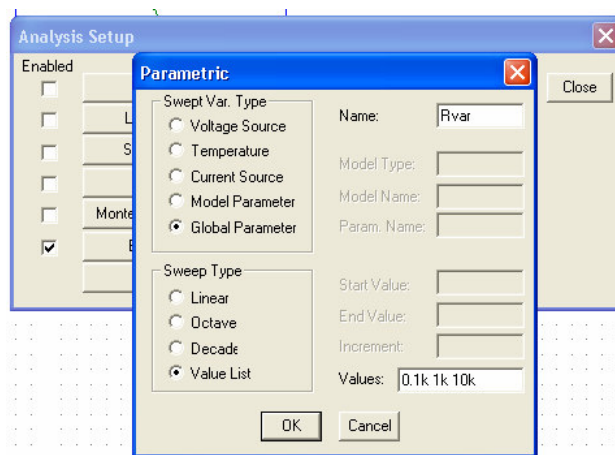 Analysis Setup
Enabled
Close
Monte
Parametric
Swept Var. Type
Voltage Source
Temperature
Current Source
Model Parameter
Global Parameter
Name: Rvar
Model Type:
Model Name:
Param. Name:
Sweep Type
Linear
Octave
Decade
Value List
Start Value:
End Value:
Increment:
Values: 0.1k 1k 10k
OK
Cancel